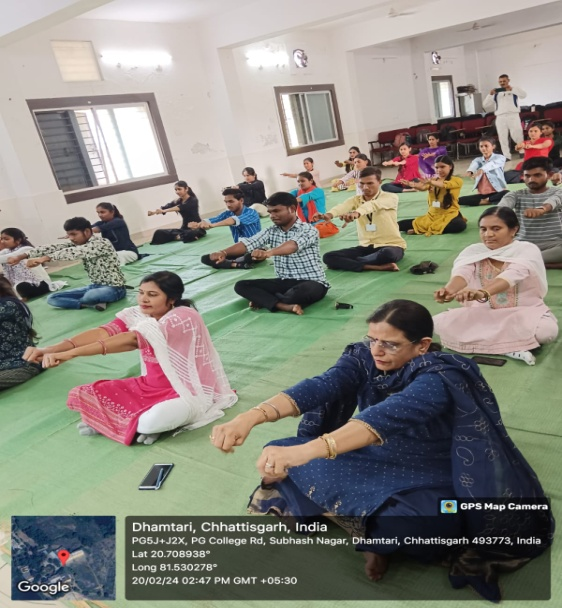 GPS Map Camera
Dhamtari, Chhattisgarh, India
PG5J+J2X, PG College Rd, Subhash Nagar, Dhamtari, Chhattisgarh 493773, India
Lat 20.708938°
Long 81.530278°
20/02/24 02:47 PM GMT +05:30
Google